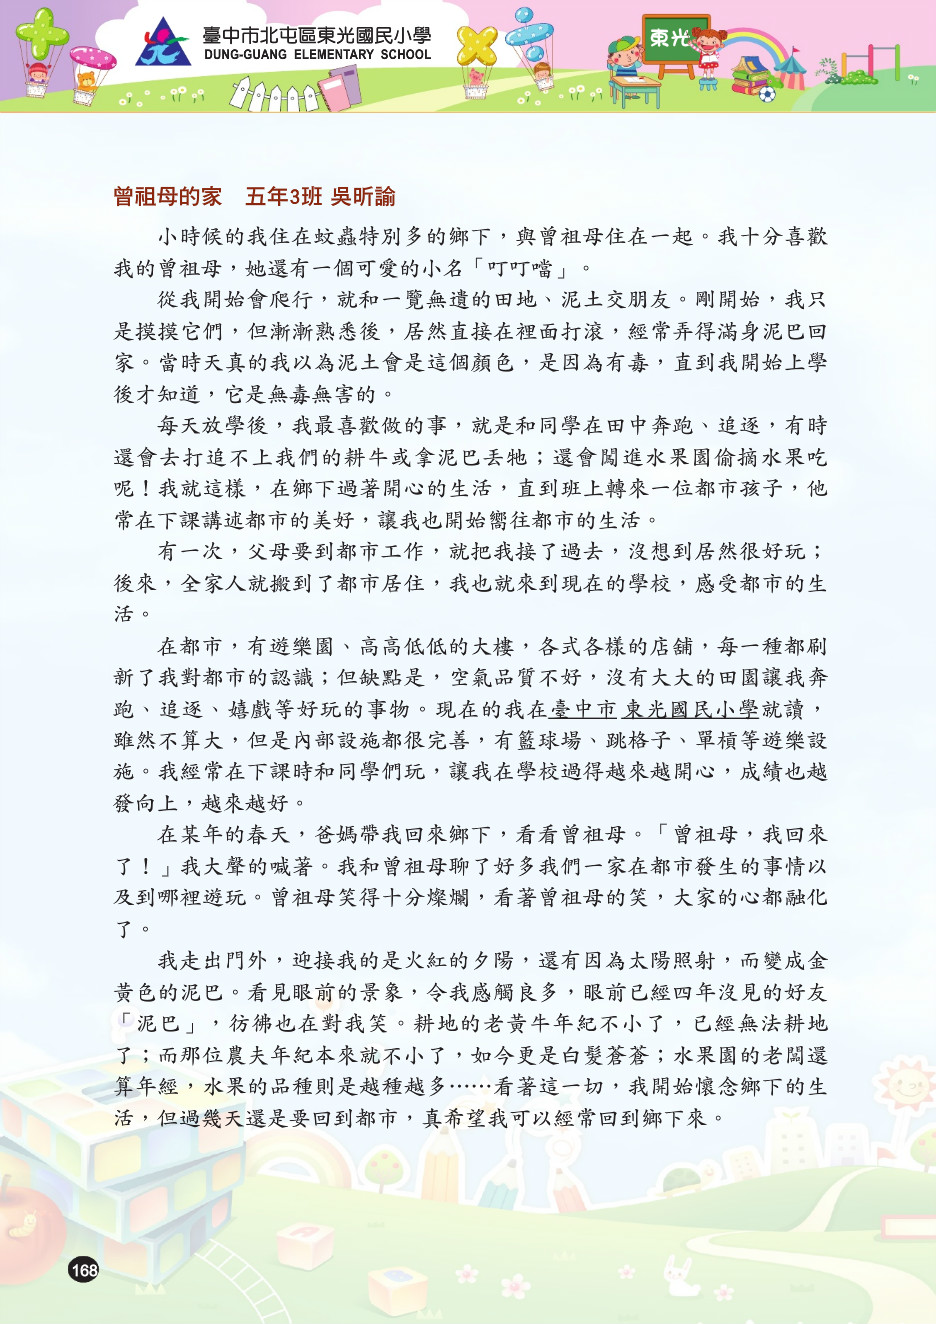 臺中市北屯區東光國民小學
DUNG-GUANG ELEMENTARY SCHOOL
東光
曾祖母的家　五年3班 吳昕諭
小時候的我住在蚊蟲特別多的鄉下，與曾祖母住在一起。我十分喜歡
我的曾祖母，她還有一個可愛的小名「叮叮噹」。
從我開始會爬行，就和一覽無遺的田地、泥土交朋友。剛開始，我只
是摸摸它們，但漸漸熟悉後，居然直接在裡面打滾，經常弄得滿身泥巴回
家。當時天真的我以為泥土會是這個顏色，是因為有毒，直到我開始上學
後才知道，它是無毒無害的。
每天放學後，我最喜歡做的事，就是和同學在田中奔跑、追逐，有時
還會去打追不上我們的耕牛或拿泥巴丟牠；還會闖進水果園偷摘水果吃
呢！我就這樣，在鄉下過著開心的生活，直到班上轉來一位都市孩子，他
常在下課講述都市的美好，讓我也開始嚮往都市的生活。
有一次，父母要到都市工作，就把我接了過去，沒想到居然很好玩；
後來，全家人就搬到了都市居住，我也就來到現在的學校，感受都市的生
活。
在都市，有遊樂園、高高低低的大樓，各式各樣的店舖，每一種都刷
新了我對都市的認識；但缺點是，空氣品質不好，沒有大大的田園讓我奔
跑、追逐、嬉戲等好玩的事物。現在的我在臺中市東光國民小學就讀，
雖然不算大，但是內部設施都很完善，有籃球場、跳格子、單槓等遊樂設
施。我經常在下課時和同學們玩，讓我在學校過得越來越開心，成績也越
發向上，越來越好。
在某年的春天，爸媽帶我回來鄉下，看看曾祖母。「曾祖母，我回來
了！」我大聲的喊著。我和曾祖母聊了好多我們一家在都市發生的事情以
及到哪裡遊玩。曾祖母笑得十分燦爛，看著曾祖母的笑，大家的心都融化
了。
我走出門外，迎接我的是火紅的夕陽，還有因為太陽照射，而變成金
黃色的泥巴。看見眼前的景象，令我感觸良多，眼前已經四年沒見的好友
「泥巴」，彷彿也在對我笑。耕地的老黃牛年紀不小了，已經無法耕地
了；而那位農夫年紀本來就不小了，如今更是白髮蒼蒼；水果園的老闆還
算年經，水果的品種則是越種越多……看著這一切，我開始懷念鄉下的生
活，但過幾天還是要回到都市，真希望我可以經常回到鄉下來。
168